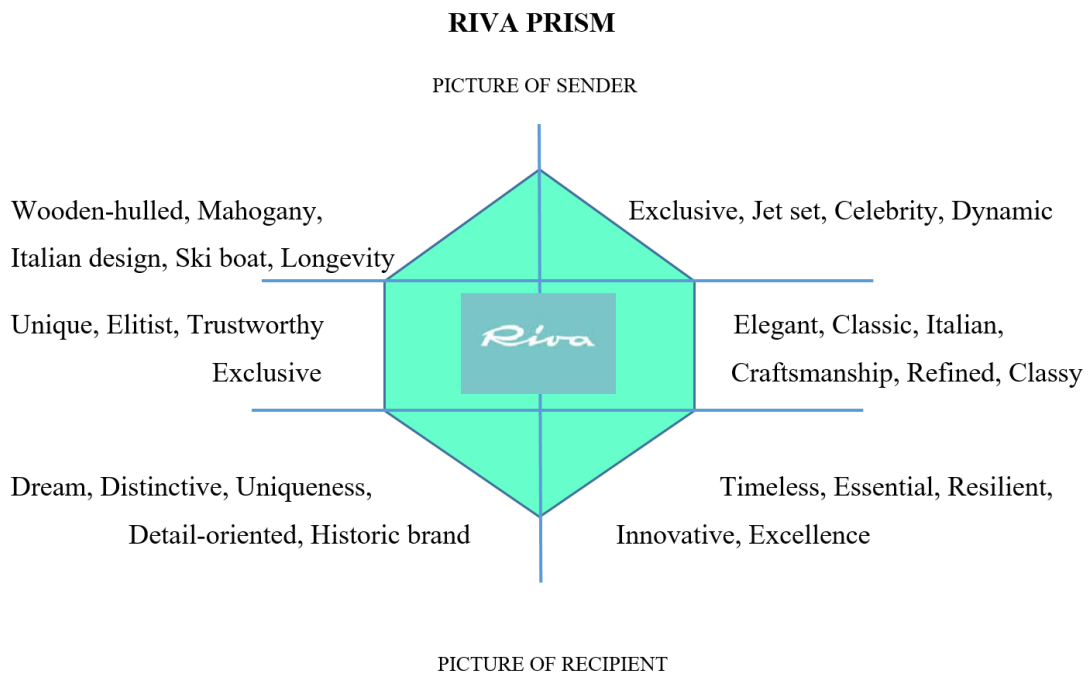 RIVA PRISM
PICTURE OF SENDER
Wooden-hulled, Mahogany,
Italian design, Ski boat, Longevity
Exclusive, Jet set, Celebrity, Dynamic
Unique, Elitist, Trustworthy
Exclusive
Riva
Elegant, Classic, Italian,
Craftsmanship, Refined, Classy
Dream, Distinctive, Uniqueness,
Detail-oriented, Historic brand
Timeless, Essential, Resilient,
Innovative, Excellence
PICTURE OF RECIPIENT